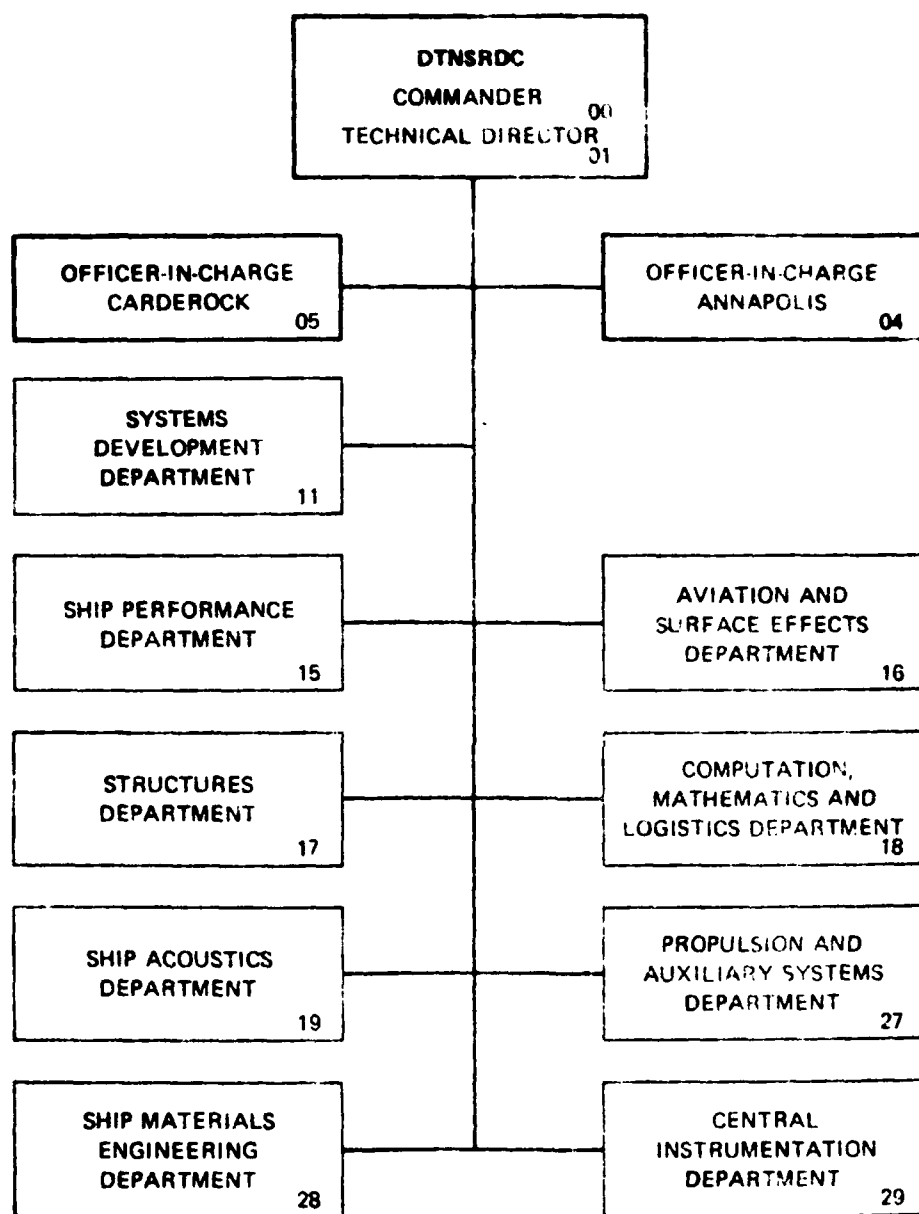 DTNSRDC
COMMANDER 00
TECHNICAL DIRECTOR 01
OFFICER-IN-CHARGE
CARDEROCK
05
OFFICER-IN-CHARGE
ANNAPOLIS
04
SYSTEMS
DEVELOPMENT
DEPARTMENT
11
SHIP PERFORMANCE
DEPARTMENT
15
AVIATION AND
SURFACE EFFECTS
DEPARTMENT
16
STRUCTURES
DEPARTMENT
17
COMPUTATION,
MATHEMATICS AND
LOGISTICS DEPARTMENT
18
SHIP ACOUSTICS
DEPARTMENT
19
PROPULSION AND
AUXILIARY SYSTEMS
DEPARTMENT
27
SHIP MATERIALS
ENGINEERING
DEPARTMENT
28
CENTRAL
INSTRUMENTATION
DEPARTMENT
29